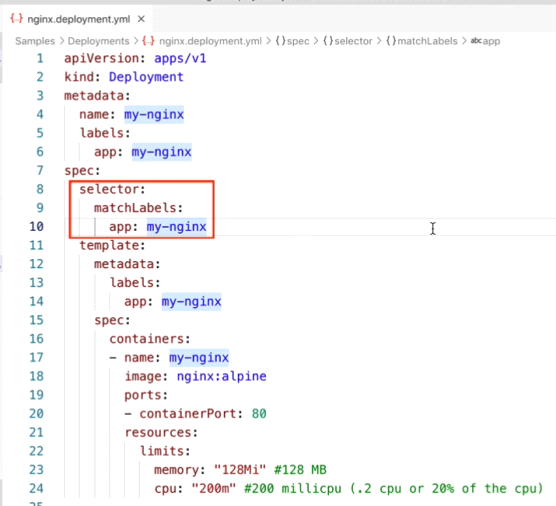 {..} nginx.deployment.yml ×
Samples > Deployments > {..} nginx.deployment.yml > {} spec > {} selector > {} matchLabels > abc app
1 apiVersion: apps/v1
2 kind: Deployment
3 metadata:
4 name: my-nginx
5 labels:
6 app: my-nginx
7 spec:
8 selector:
9 matchLabels:
10 app: my-nginx
11 template:
12 metadata:
13 labels:
14 app: my-nginx
15 spec:
16 containers:
17 - name: my-nginx
18 image: nginx:alpine
19 ports:
20 - containerPort: 80
21 resources:
22 limits:
23 memory: "128Mi" #128 MB
24 cpu: "200m" #200 millicpu (.2 cpu or 20% of the cpu)